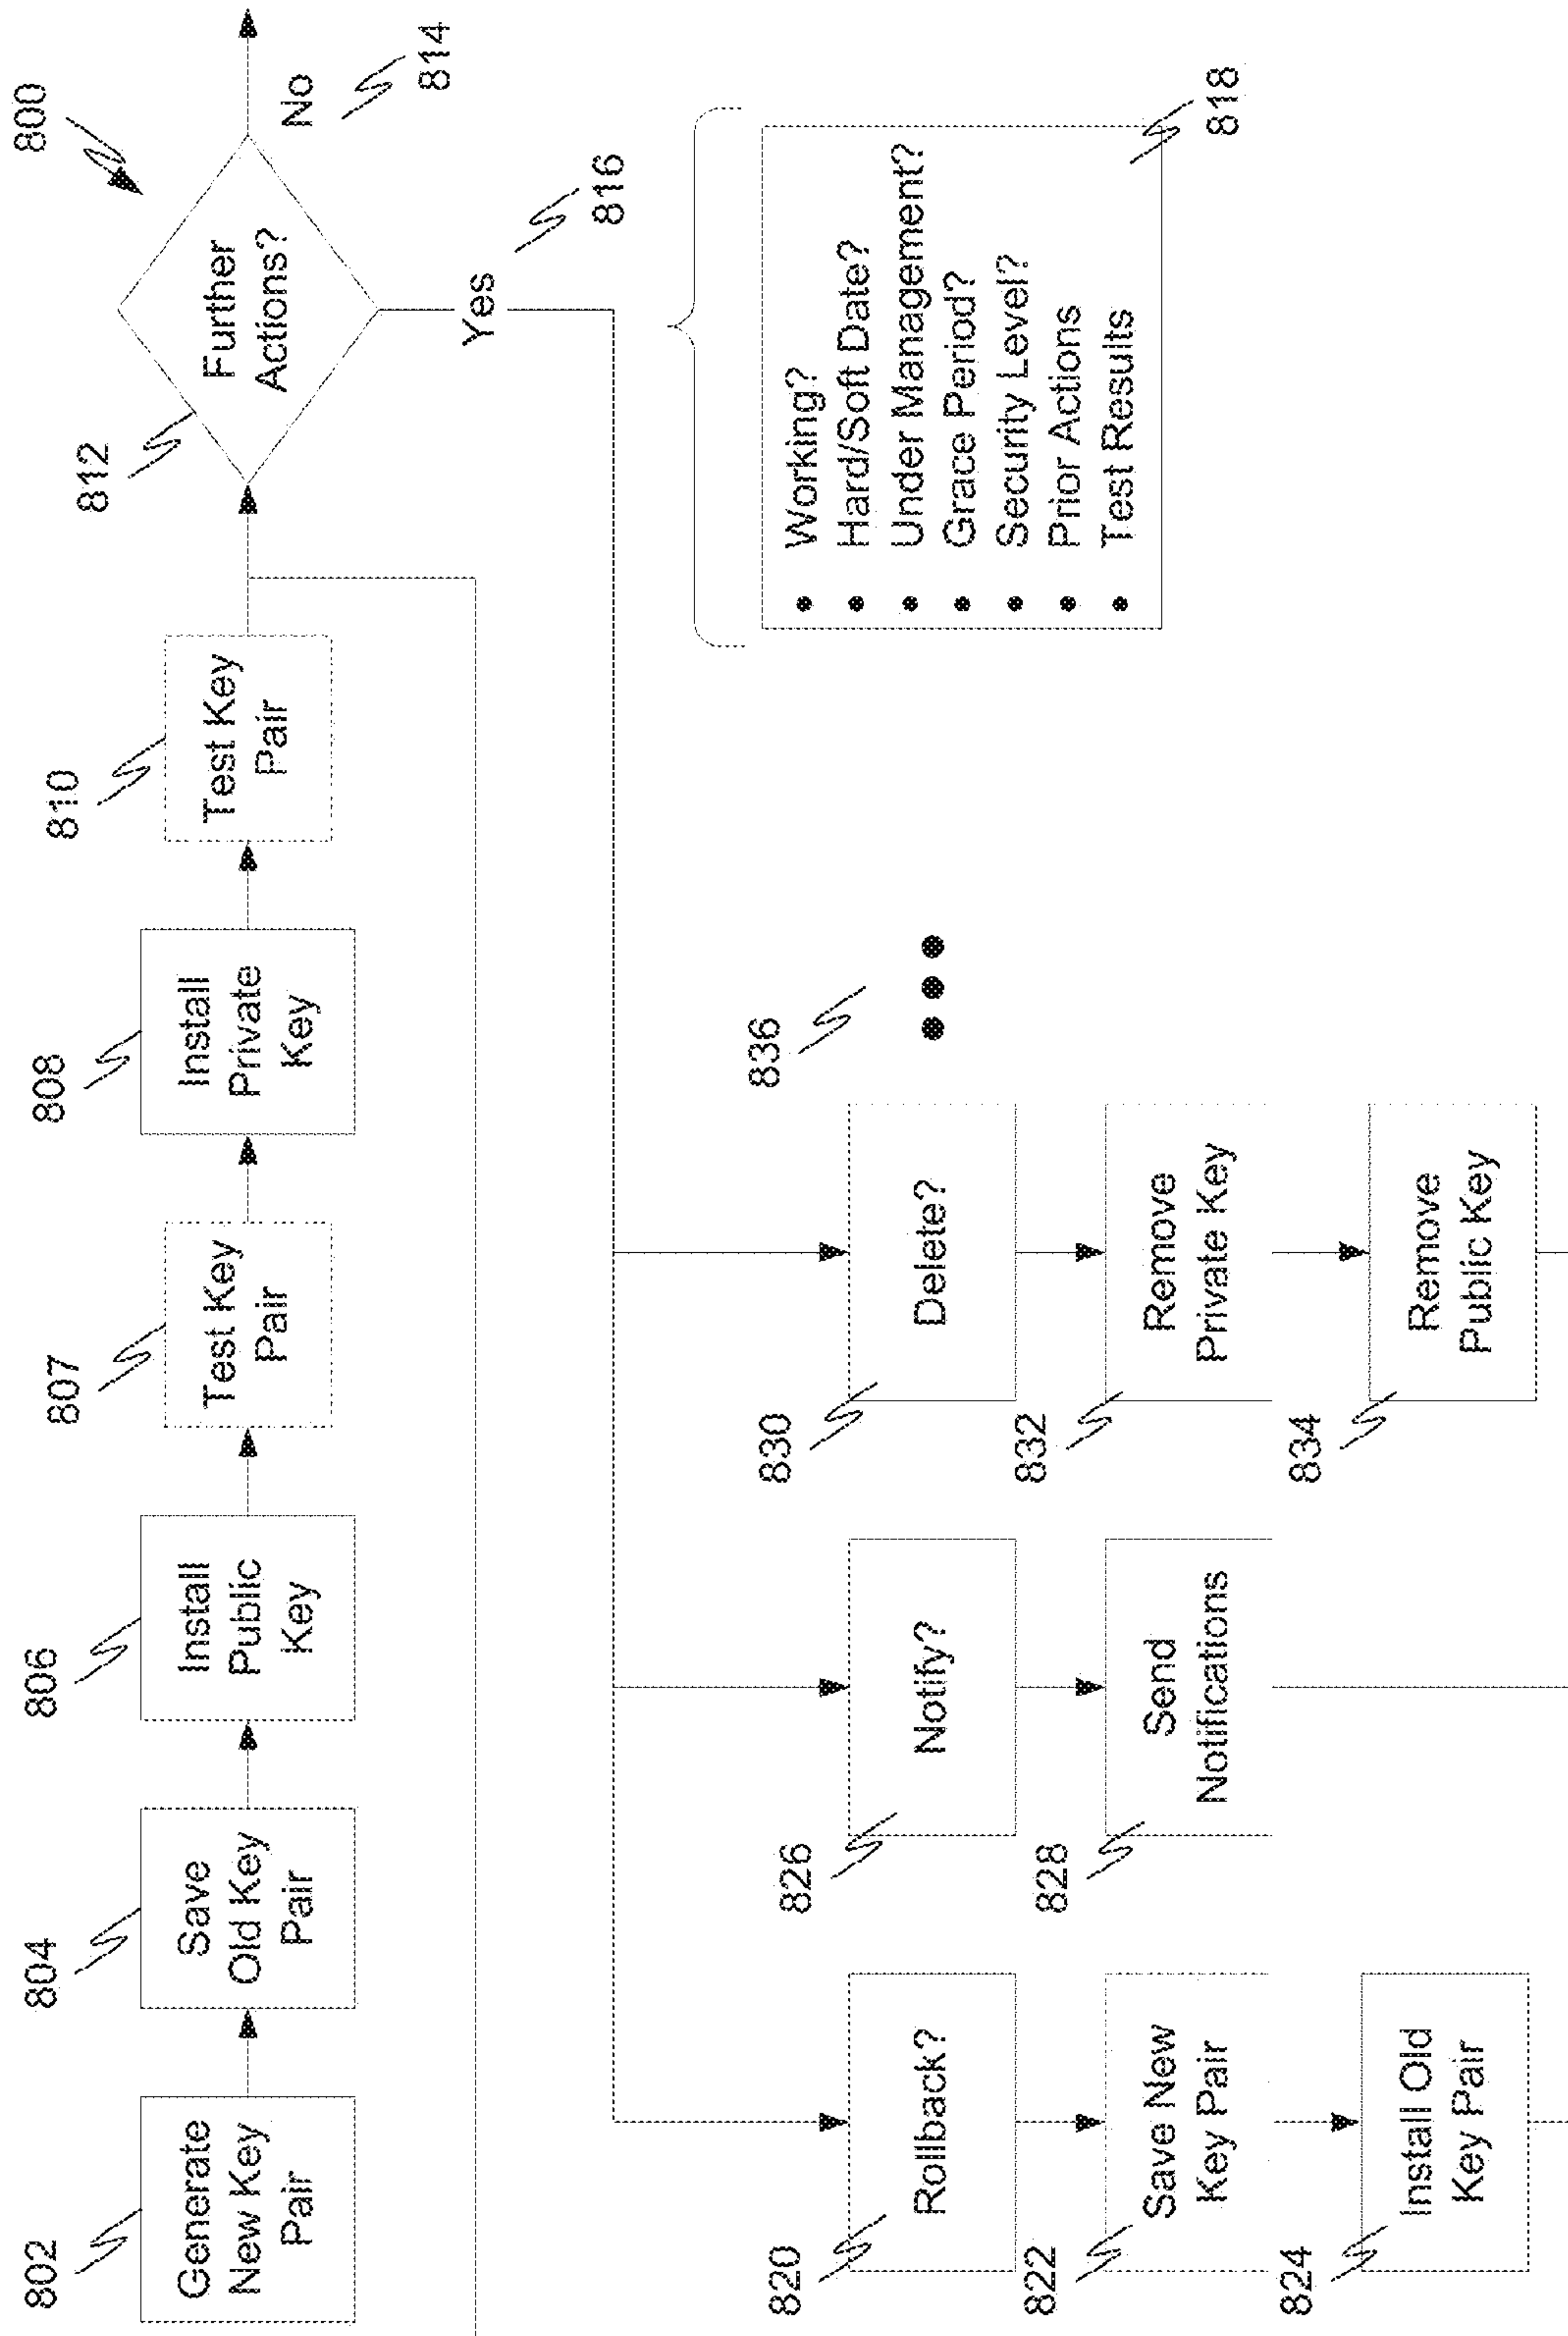 800
802
Generate
New Key
Pair
804
Save
Old Key
Pair
806
Install
Public
Key
807
Test Key
Pair
808
Install
Private
Key
810
Test Key
Pair
812
Further
Actions?
No
814
Yes
816
• Working?
• Hard/Soft Date?
• Under Management?
• Grace Period?
• Security Level?
• Prior Actions
• Test Results
818
820
Rollback?
822
Save New
Key Pair
824
Install Old
Key Pair
826
Notify?
828
Send
Notifications
830
Delete?
832
Remove
Private Key
834
Remove
Public Key
836